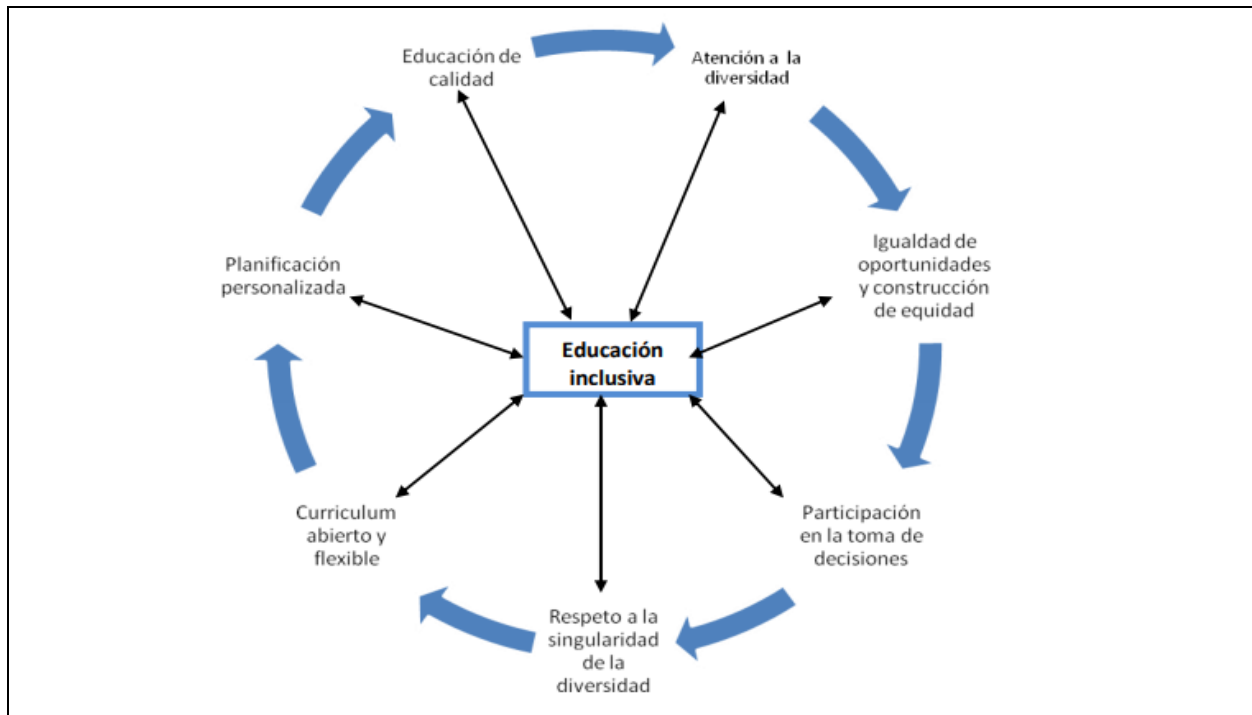 Educación de
calidad
Atención a la
diversidad
Igualdad de
oportunidades
y construcción
de equidad
Participación
en la toma de
decisiones
Respeto a la
singularidad
de la
diversidad
Curriculum
abierto y
flexible
Planificación
personalizada
Educación
inclusiva